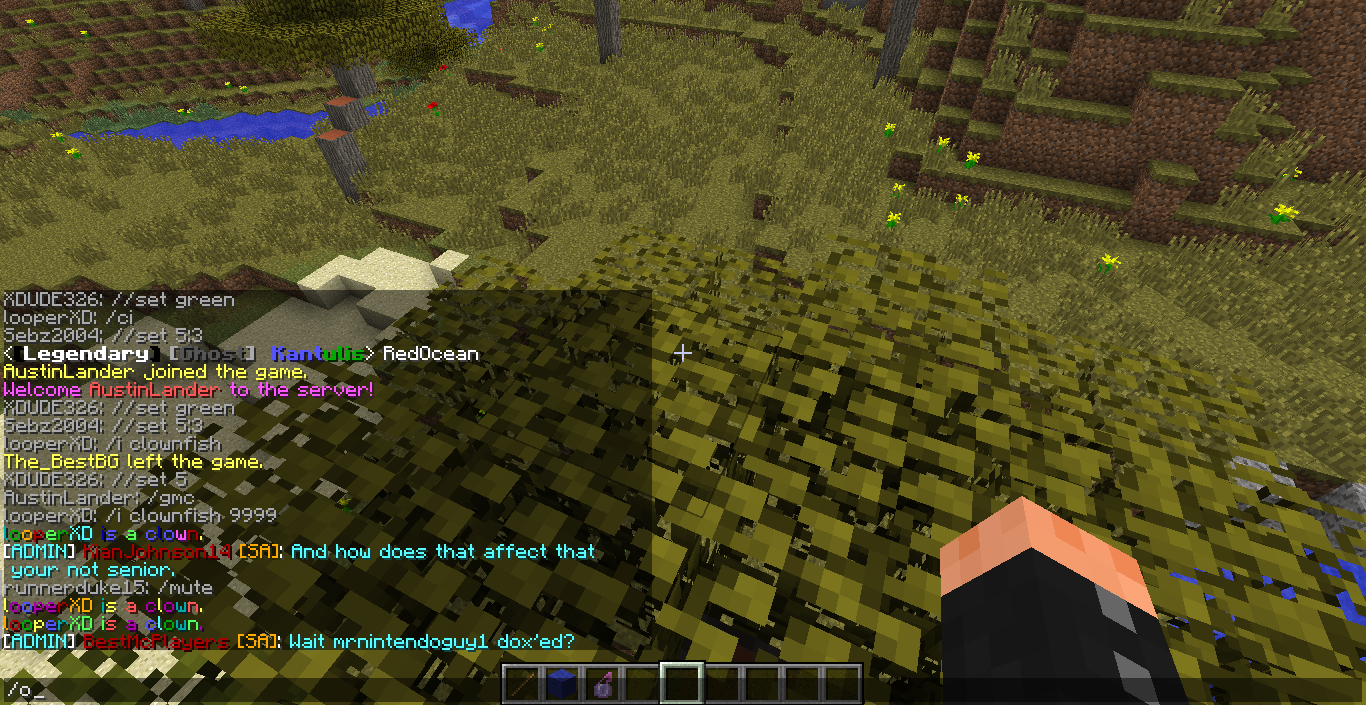 XDUDE326: //set green
looperXD: /ci
Sebz2004: //set 5:3
< Legendary  [Ghost]  Kantulis> RedOcean
AustinLander joined the game.
Welcome AustinLander to the server!
XDUDE326: //set green
Sebz2004: //set 5:3
looperXD: /i clownfish
The_BestBG left the game.
XDUDE326: //set 5
AustinLander: /gmc
looperXD: /i clownfish 9999
looperXD is a clown.
[ADMIN] KianJohnson14 [SA]: And how does that affect that
your not senior.
runnerduke15: /mute
looperXD is a clown.
looperXD is a clown.
[ADMIN] BestMcPlayers [SA]: Wait mrnintendoguy1 dox'ed?
/o_